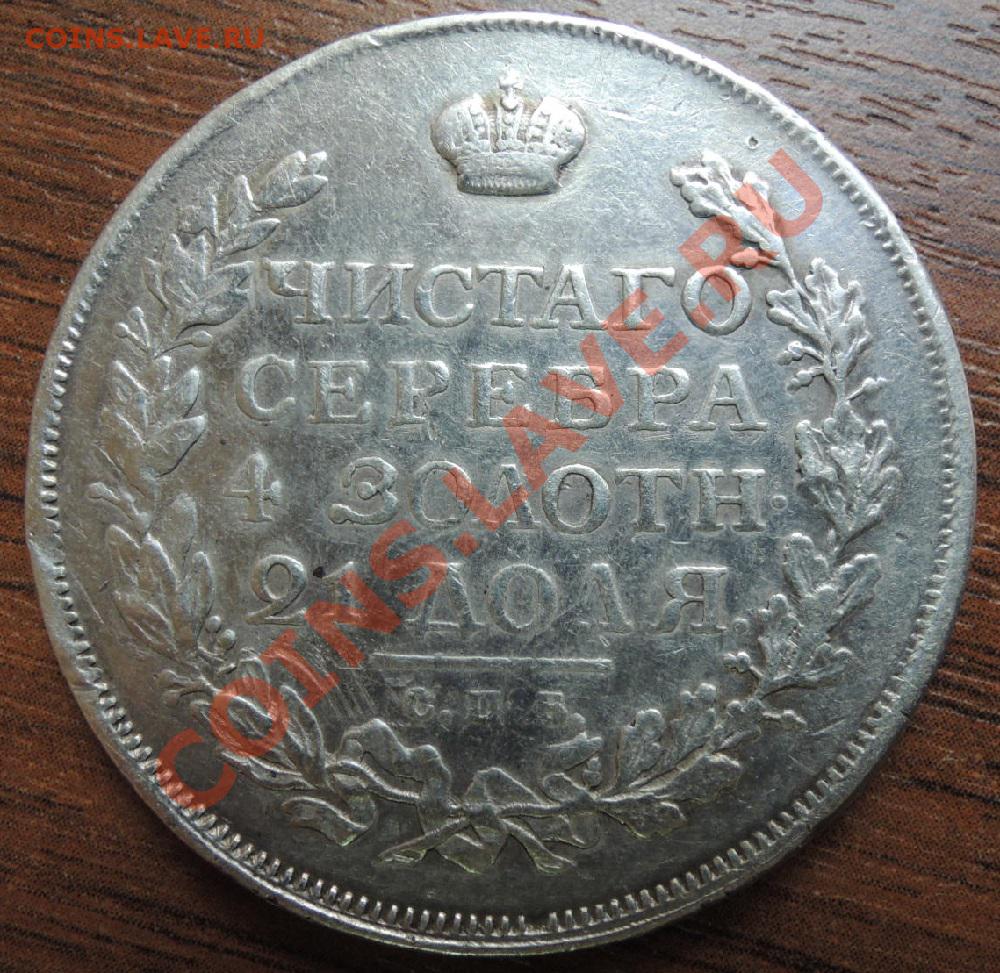 COINS.LAVE.RU
ЧИСТАГО
СЕРЕБРА
4 ЗОЛОТН.
21 ДОЛЯ
С.П.Б.
COINS.LAVE.RU